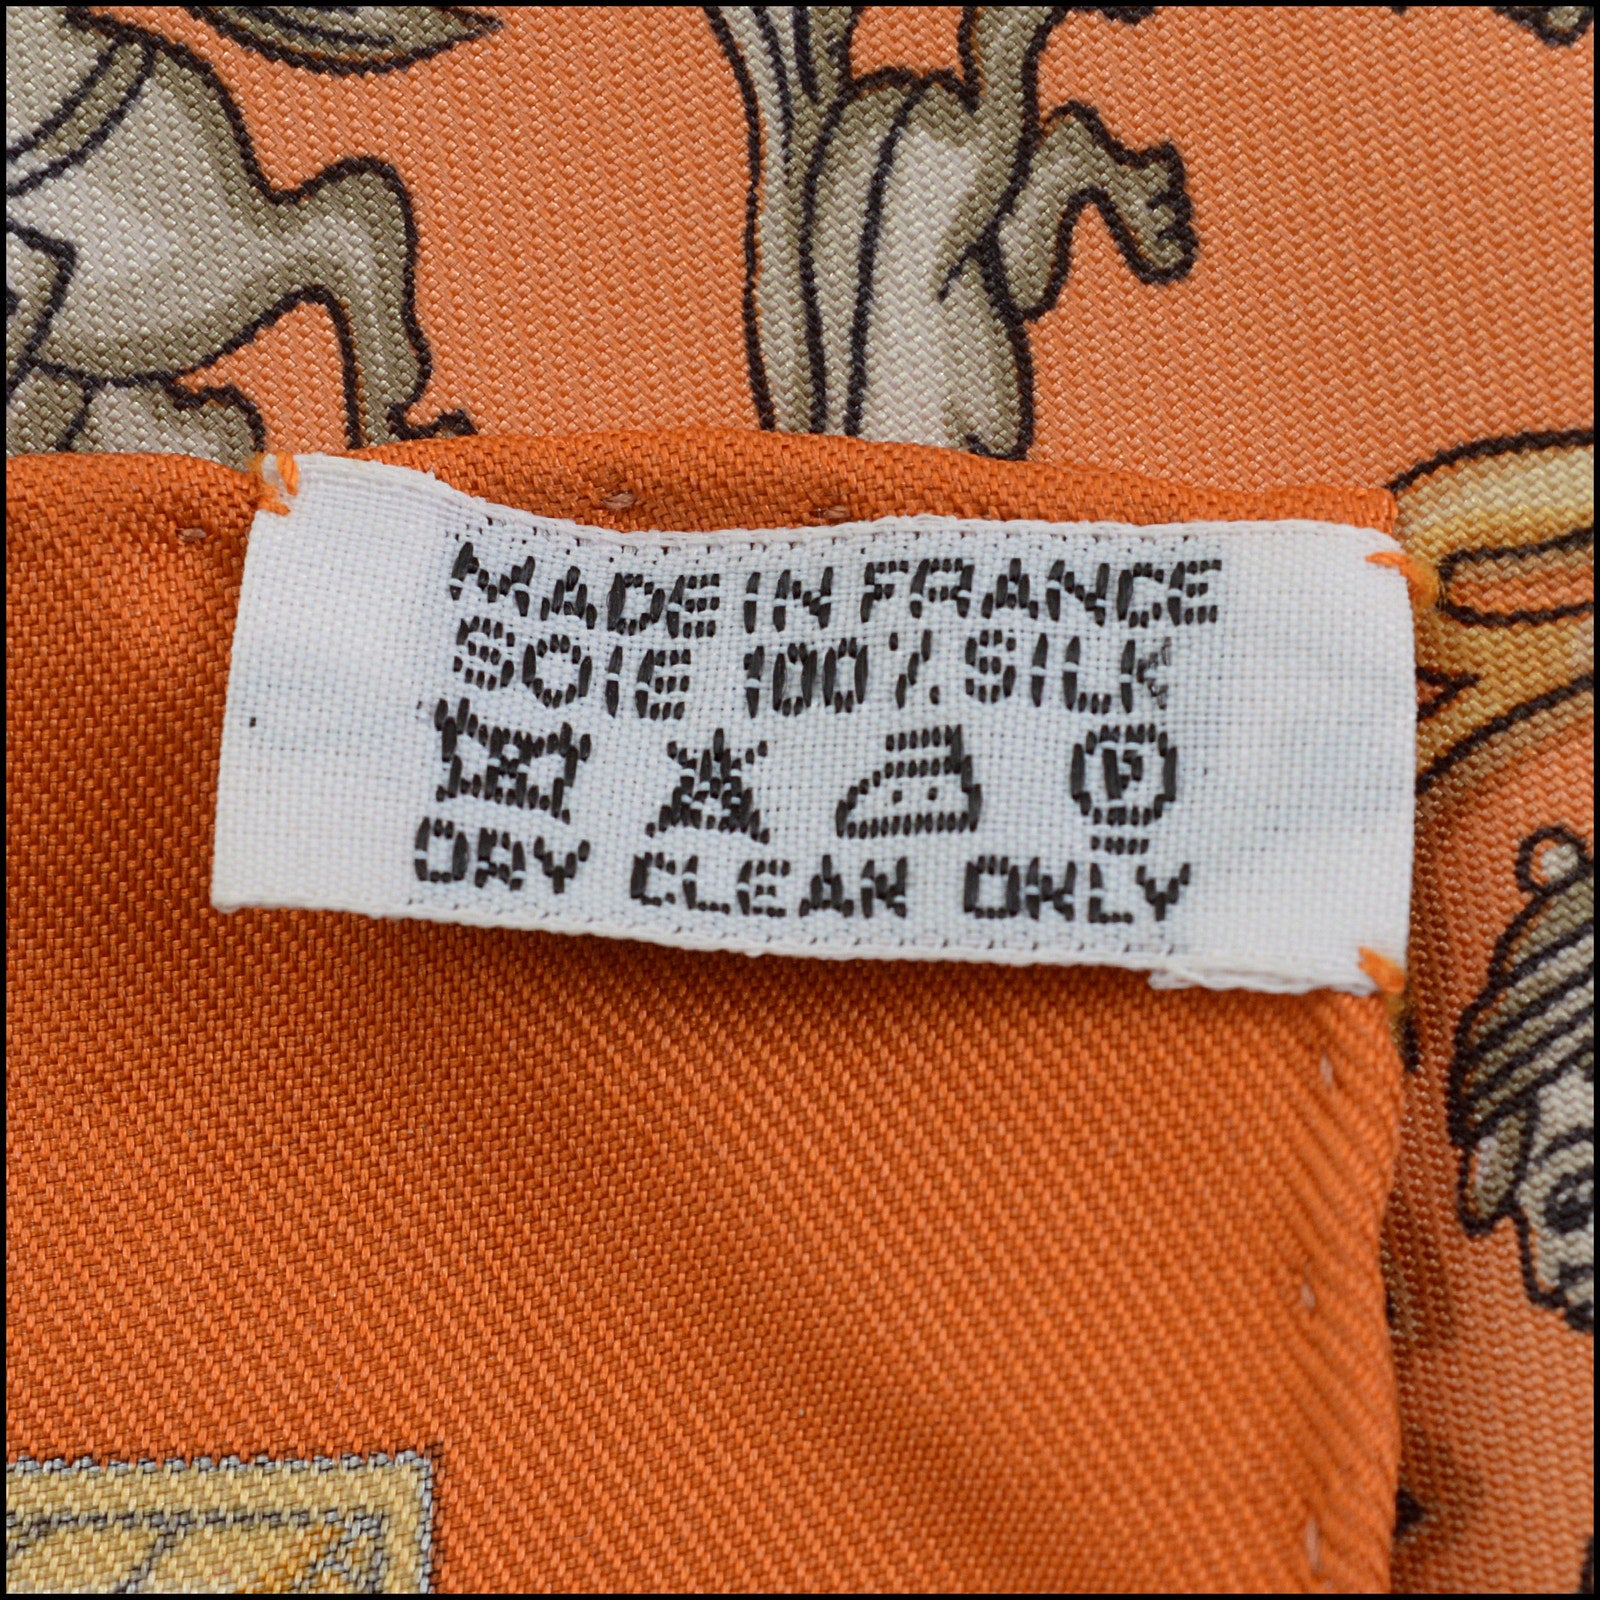 MADE IN FRANCE
SOIE 100% SILK
P
DRY CLEAN ONLY